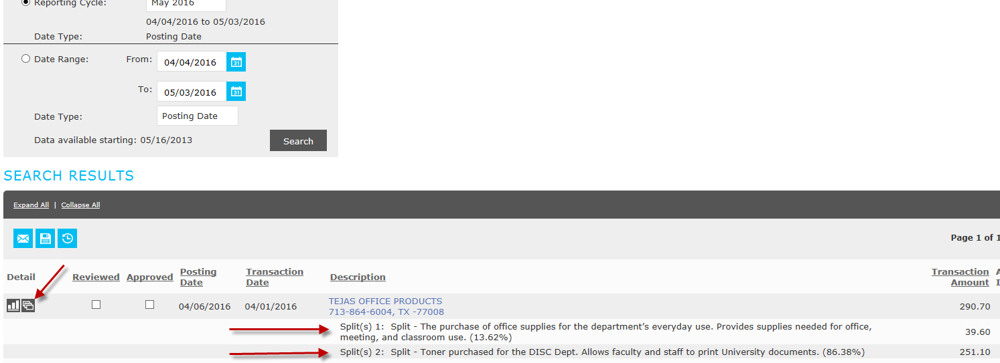 Reporting Cycle: May 2016
04/04/2016 to 05/03/2016
Date Type: Posting Date
Date Range: From: 04/04/2016 31
To: 05/03/2016 31
Date Type: Posting Date
Data available starting: 05/16/2013 Search
SEARCH RESULTS
Expand All | Collapse All
Page 1 of 1
Detail Reviewed Approved Posting Date Transaction Date Description Transaction Amount
04/06/2016 04/01/2016 TEJAS OFFICE PRODUCTS
713-864-6004, TX -77008 290.70
Split(s) 1: Split - The purchase of office supplies for the department’s everyday use. Provides supplies needed for office,
meeting, and classroom use. (13.62%) 39.60
Split(s) 2: Split - Toner purchased for the DISC Dept. Allows faculty and staff to print University documents. (86.38%) 251.10